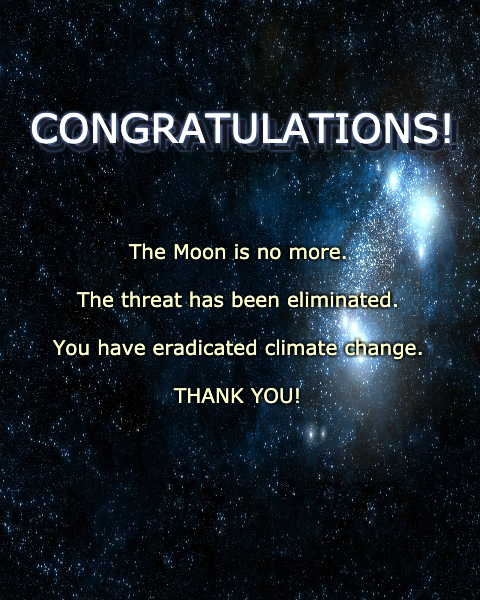 CONGRATULATIONS!
The Moon is no more.
The threat has been eliminated.
You have eradicated climate change.
THANK YOU!